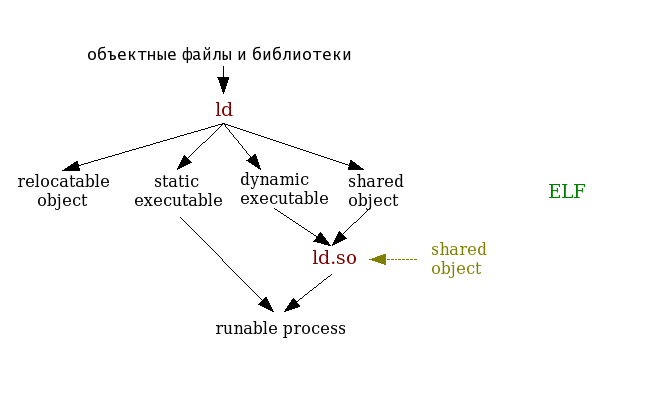 объектные файлы и библиотеки
ld
relocatable
object
static
executable
dynamic
executable
shared
object
ELF
ld.so
shared
object
runable process